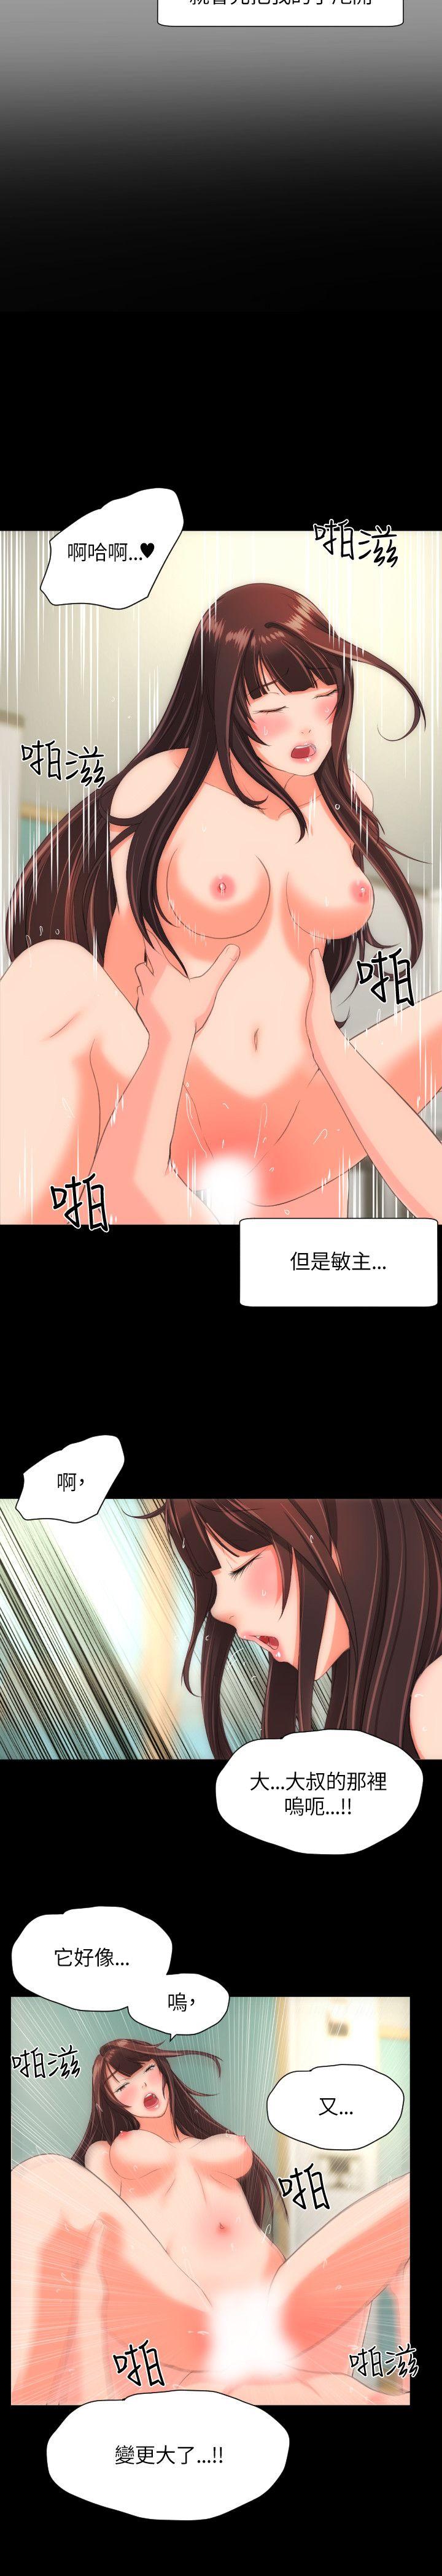 啊哈啊...♥
啪滋
啪滋
啪
啪
但是敏主...
啊，
大...大叔的那裡
嗚呃...!!
它好像...
嗚，
啪滋
又...
啪
啪
啪滋
變更大了...!!